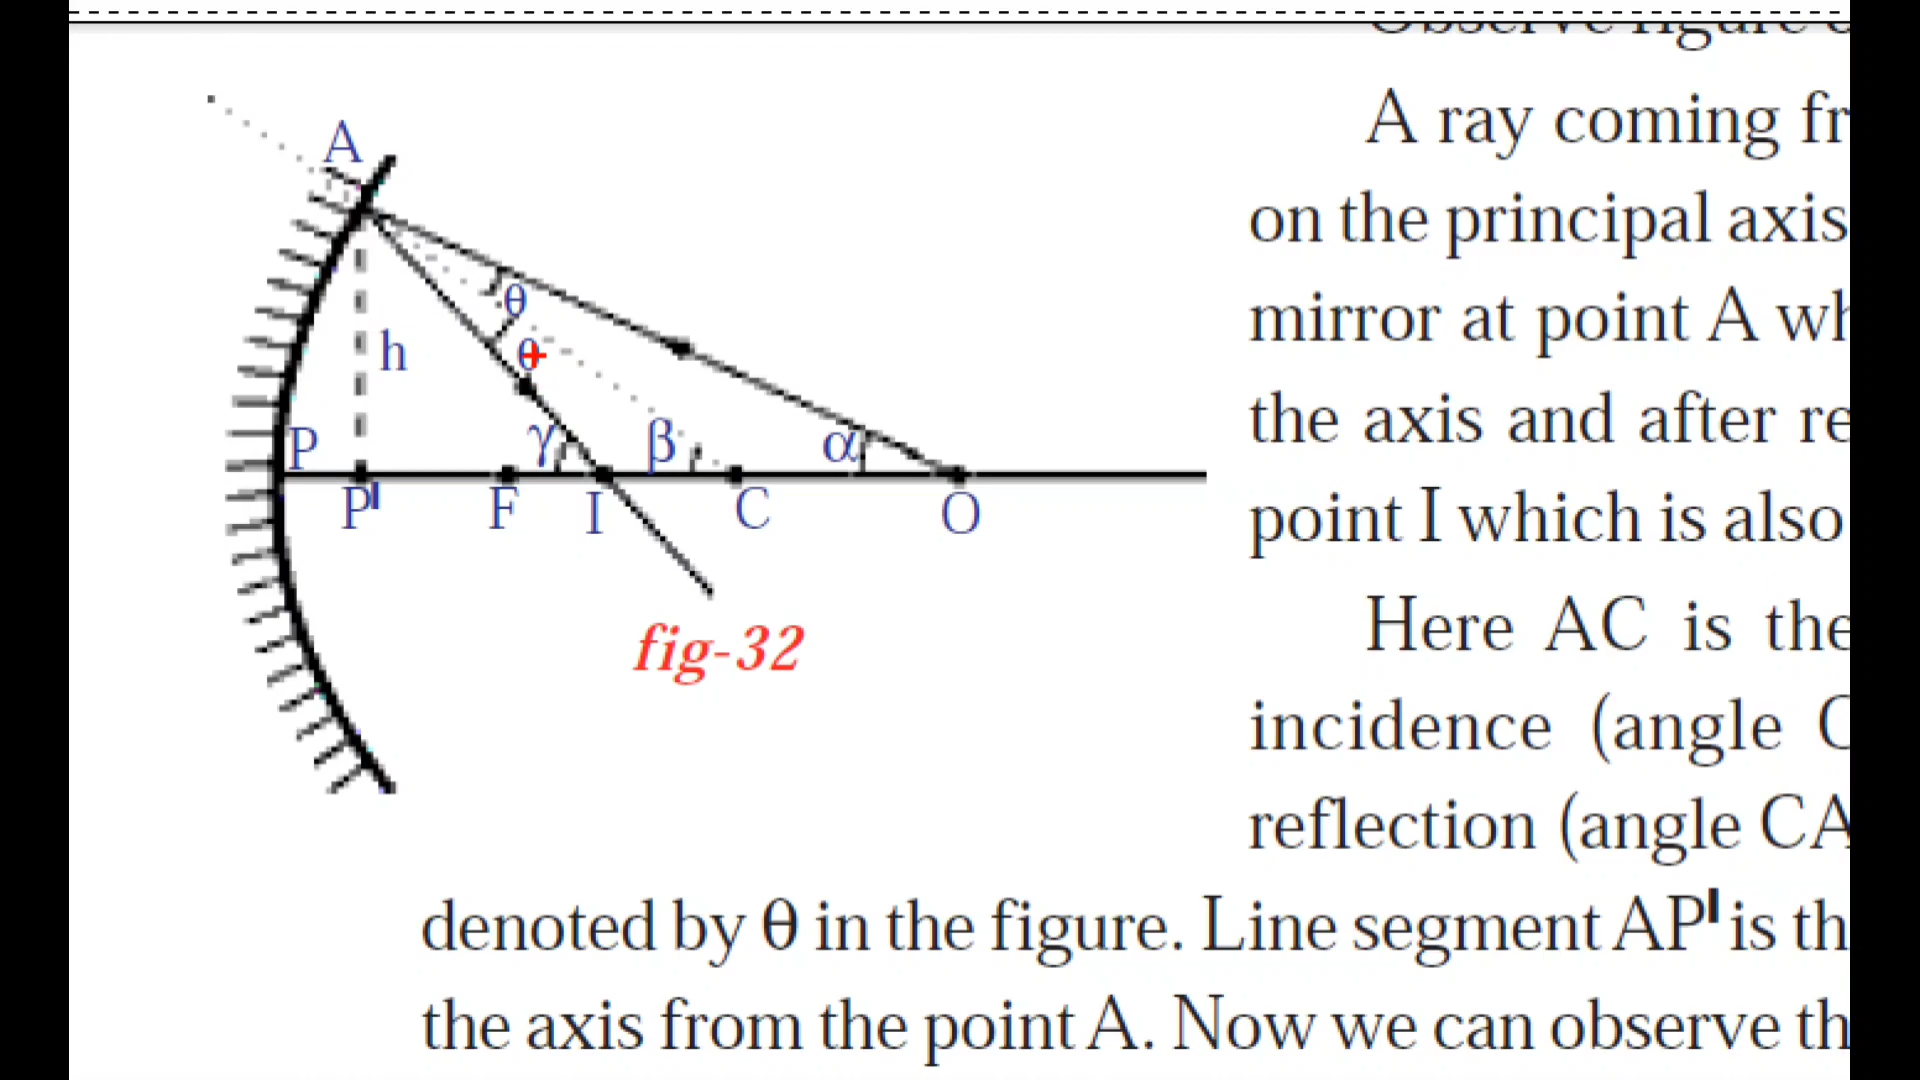 A
θ
h
θ
P
γ
β
α
P'
F
I
C
O
fig-32
Observe figure
A ray coming fr
on the principal axis
mirror at point A wh
the axis and after re
point I which is also
Here AC is the
incidence (angle
reflection (angle CA
denoted by θ in the figure. Line segment AP' is th
the axis from the point A. Now we can observe th